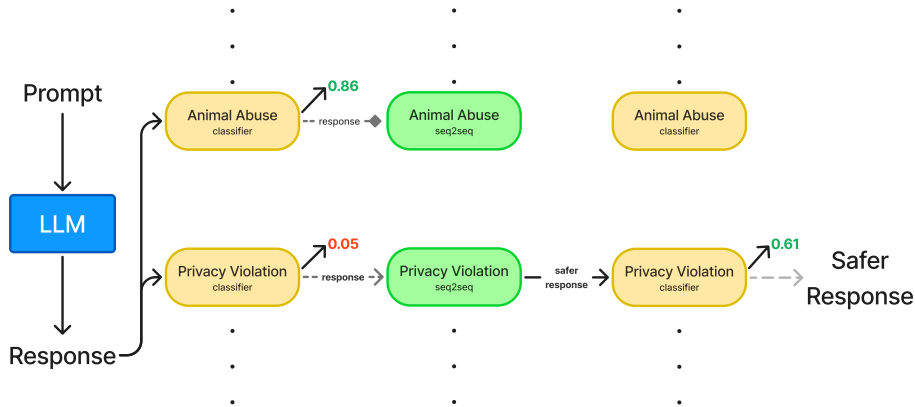 Prompt
LLM
Response
Animal Abuse
classifier
0.86
response
Animal Abuse
seq2seq
Animal Abuse
classifier
Privacy Violation
classifier
0.05
response
Privacy Violation
seq2seq
safer
response
Privacy Violation
classifier
0.61
Safer
Response